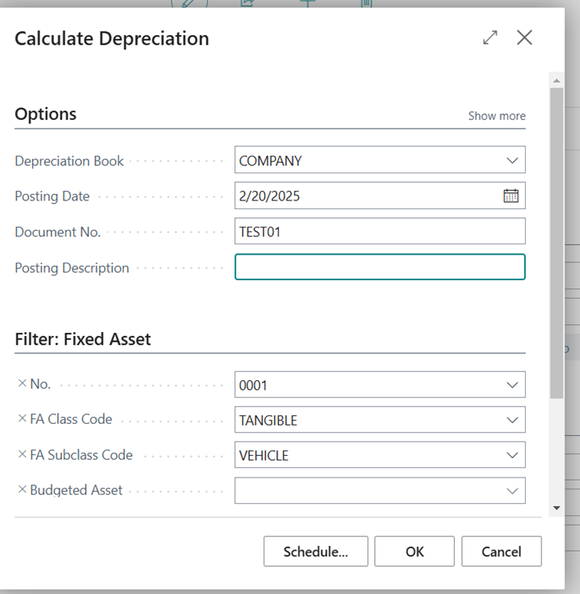 Calculate Depreciation
Options
Show more
Depreciation Book
COMPANY
Posting Date
2/20/2025
Document No.
TEST01
Posting Description
Filter: Fixed Asset
× No.
0001
× FA Class Code
TANGIBLE
× FA Subclass Code
VEHICLE
× Budgeted Asset
Schedule...
OK
Cancel